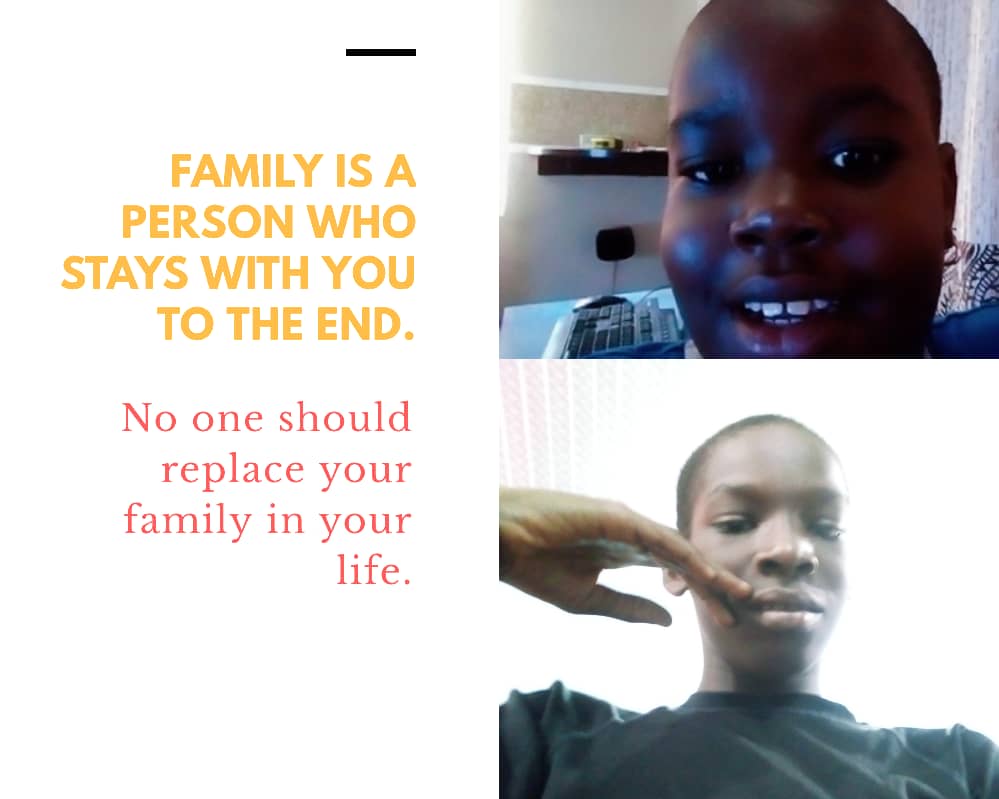 FAMILY IS A
PERSON WHO
STAYS WITH YOU
TO THE END.
No one should
replace your
family in your
life.